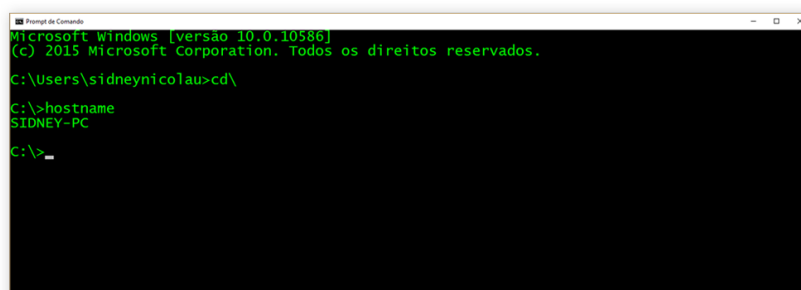 Prompt de Comando
Microsoft Windows [versão 10.0.10586]
(c) 2015 Microsoft Corporation. Todos os direitos reservados.
C:\Users\sidneynicolau>cd\
C:\>hostname
SIDNEY-PC
C:\>